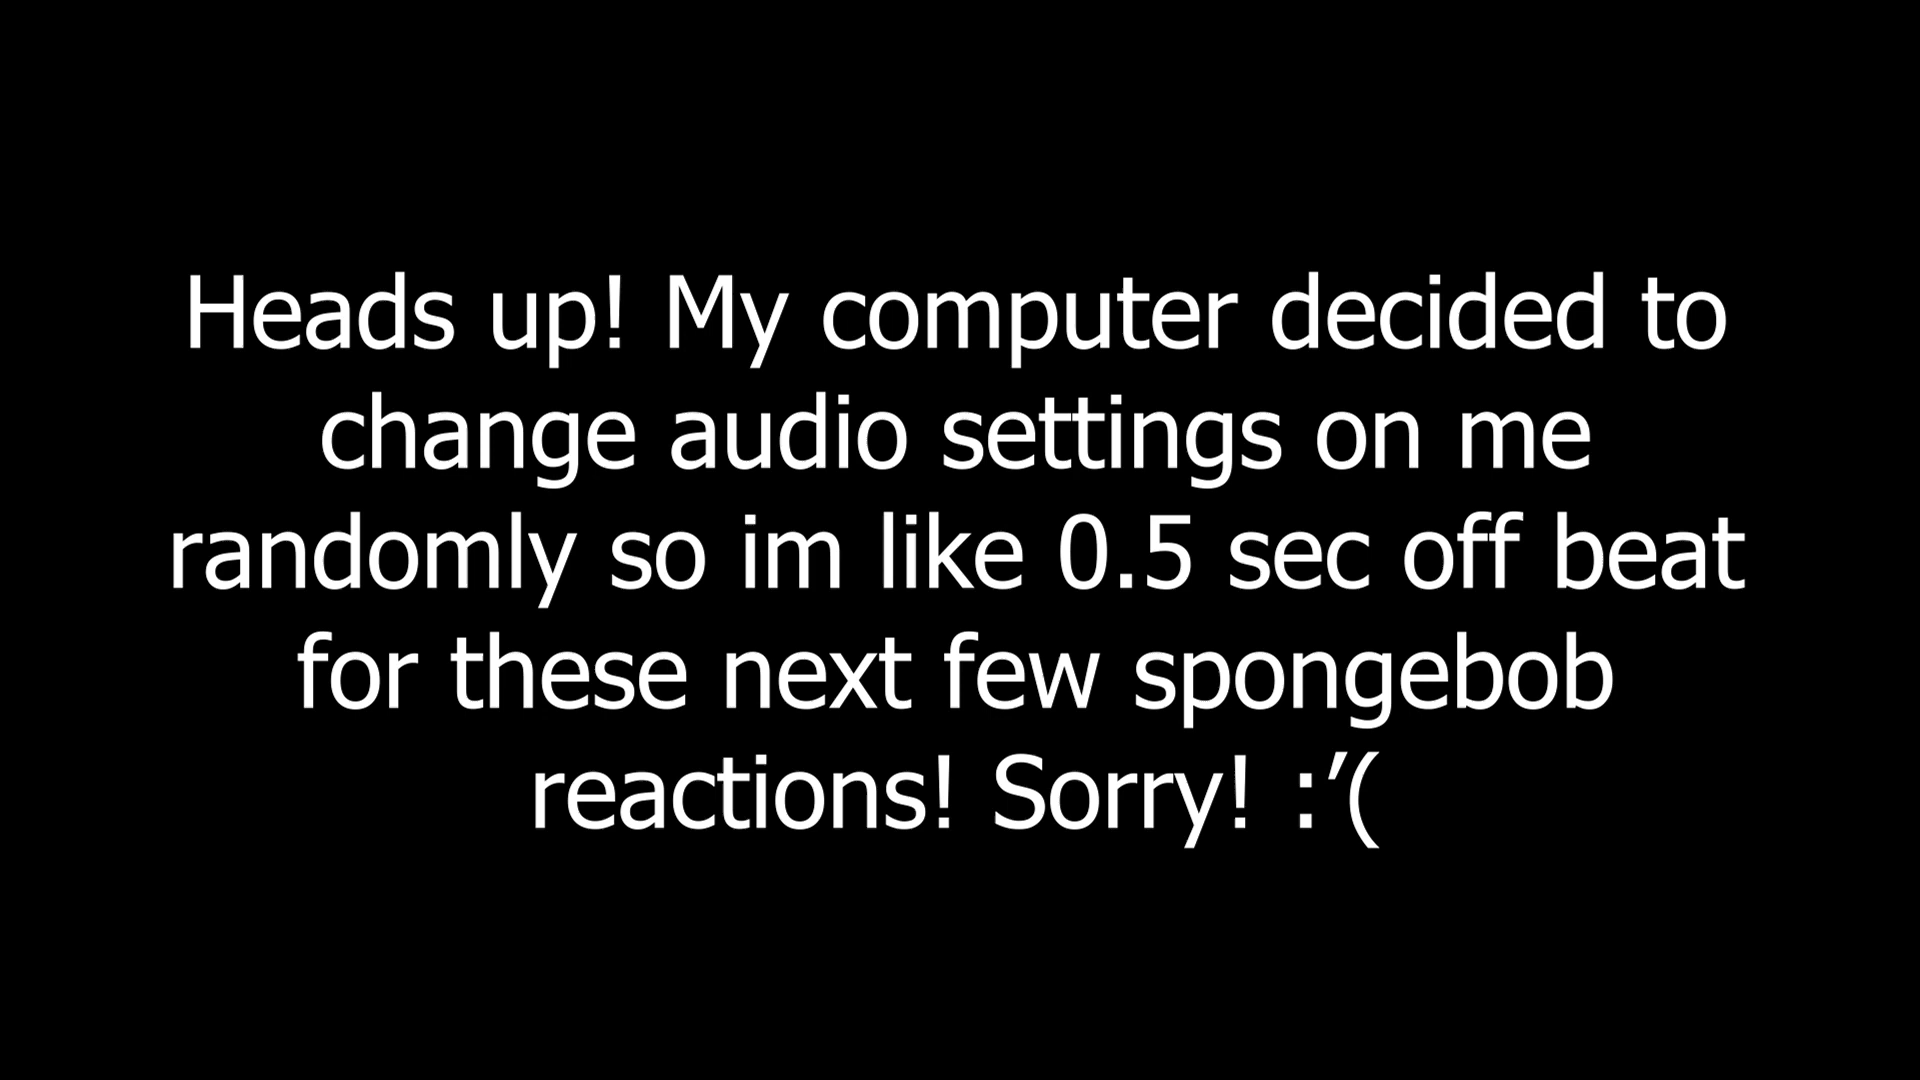 Heads up! My computer decided to
change audio settings on me
randomly so im like 0.5 sec off beat
for these next few spongebob
reactions! Sorry! :’(